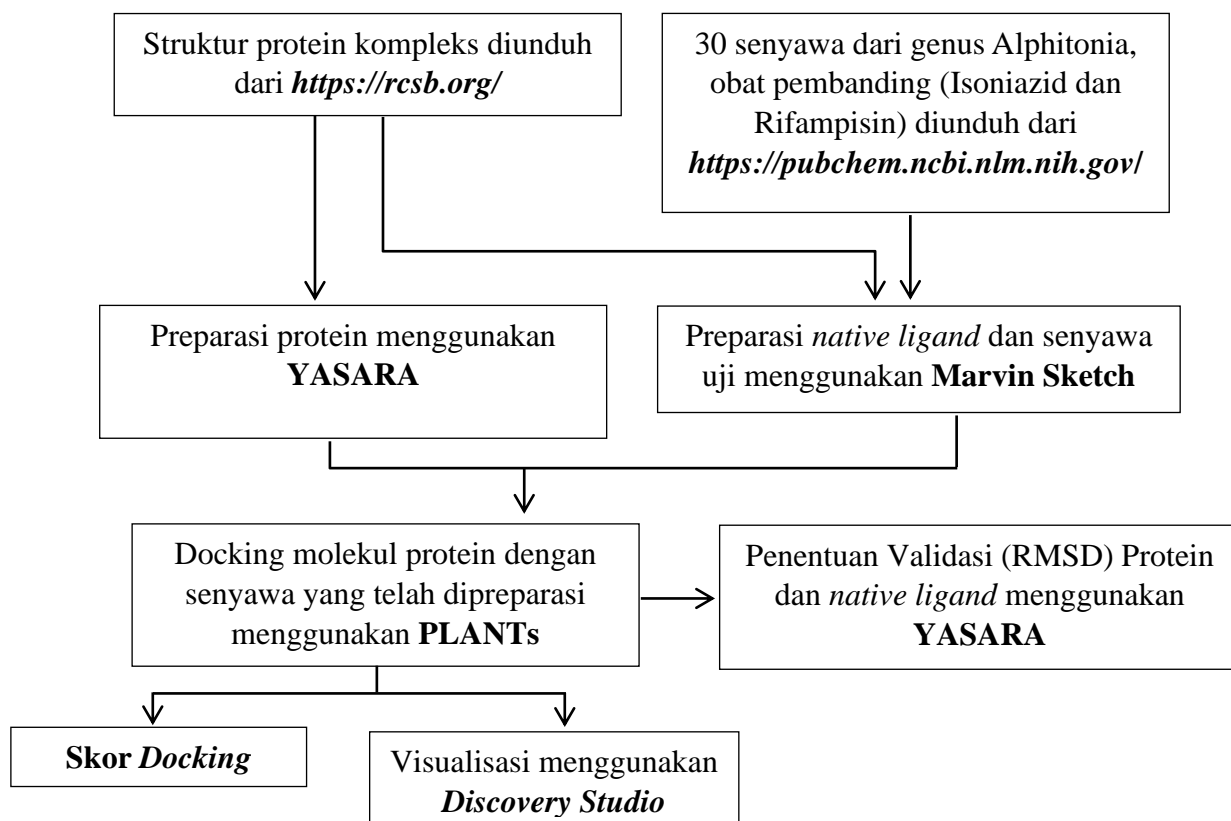 Struktur protein kompleks diunduh
dari https://rcsb.org/
30 senyawa dari genus Alphitonia,
obat pembanding (Isoniazid dan
Rifampisin) diunduh dari
https://pubchem.ncbi.nlm.nih.gov/
Preparasi protein menggunakan
YASARA
Preparasi native ligand dan senyawa
uji menggunakan Marvin Sketch
Docking molekul protein dengan
senyawa yang telah dipreparasi
menggunakan PLANTs
Penentuan Validasi (RMSD) Protein
dan native ligand menggunakan
YASARA
Skor Docking
Visualisasi menggunakan
Discovery Studio